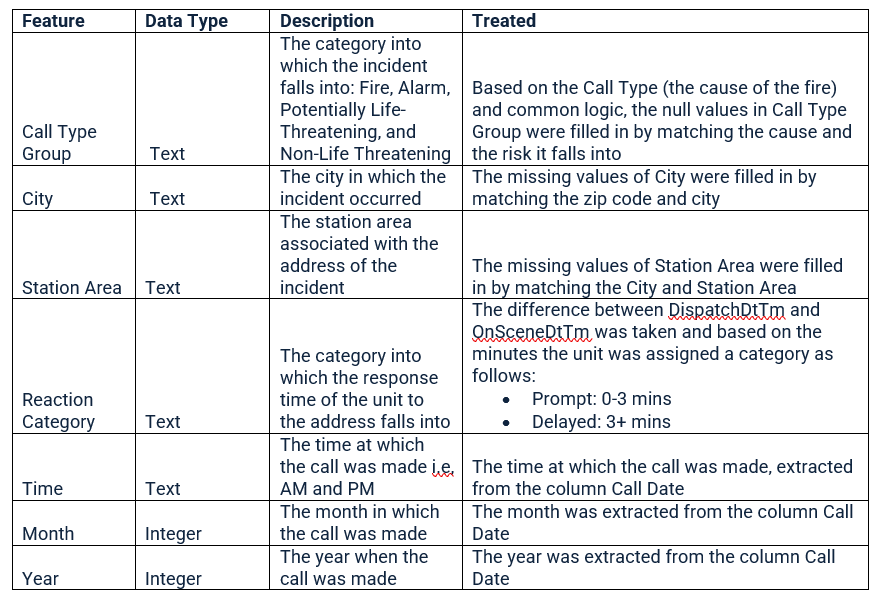 Feature Data Type Description Treated
Call Type
Group
Text
The category into
which the incident
falls into: Fire, Alarm,
Potentially Life-
Threatening, and
Non-Life Threatening
Based on the Call Type (the cause of the fire)
and common logic, the null values in Call Type
Group were filled in by matching the cause and
the risk it falls into
City
Text
The city in which the
incident occurred
The missing values of City were filled in by
matching the zip code and city
Station Area
Text
The station area
associated with the
address of the
incident
The missing values of Station Area were filled
in by matching the City and Station Area
Reaction
Category
Text
The category into
which the response
time of the unit to
the address falls into
The difference between DispatchDtTm and
OnSceneDtTm was taken and based on the
minutes the unit was assigned a category as
follows:
• Prompt: 0-3 mins
• Delayed: 3+ mins
Time
Text
The time at which
the call was made i,e,
AM and PM
The time at which the call was made, extracted
from the column Call Date
Month
Integer
The month in which
the call was made
The month was extracted from the column Call
Date
Year
Integer
The year when the
call was made
The year was extracted from the column Call
Date